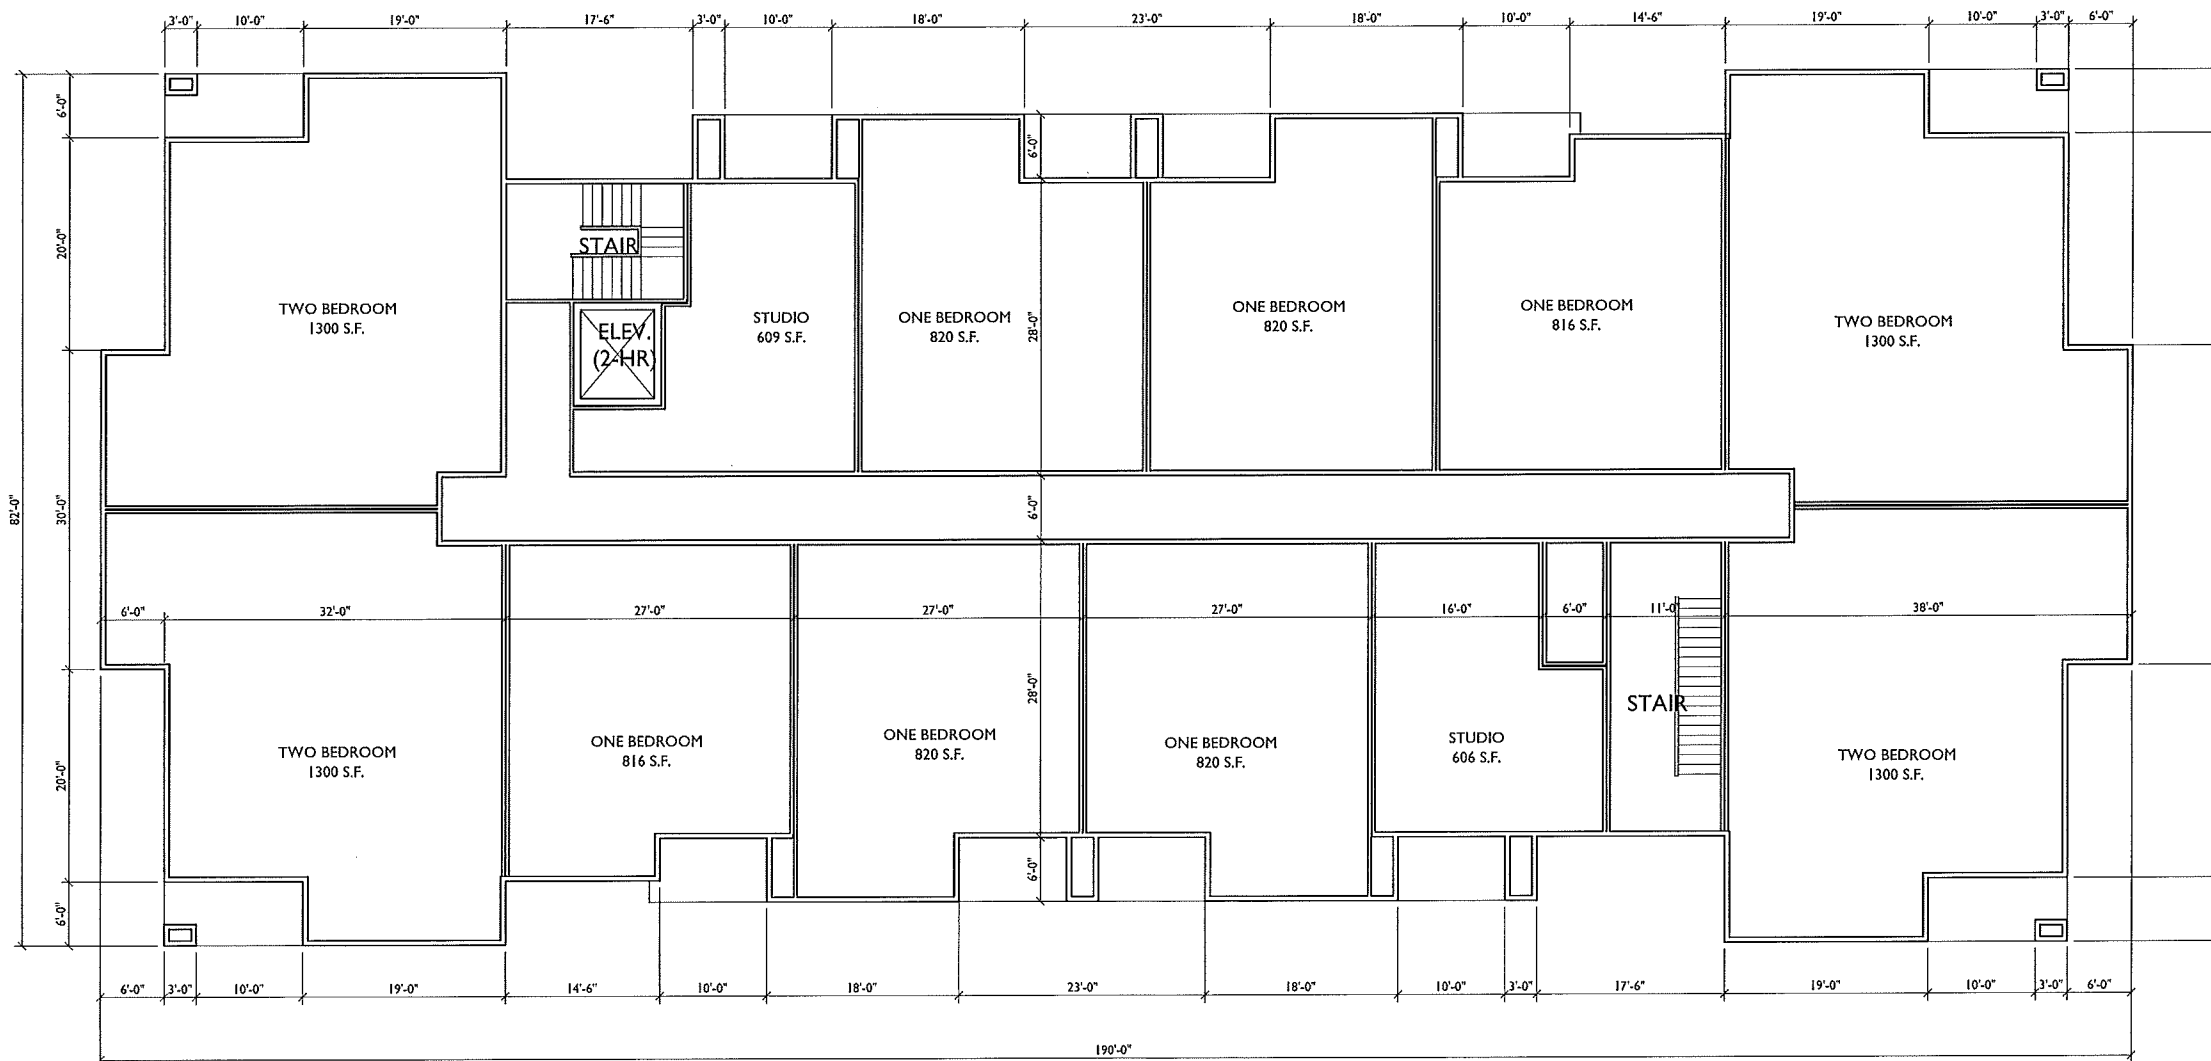 3'-0" 10'-0" 19'-0" 17'-6" 3'-0" 10'-0" 18'-0" 23'-0" 18'-0" 10'-0" 14'-6" 19'-0" 10'-0" 3'-0" 6'-0"
6'-0"
6'-0"
20'-0"
STAIR
TWO BEDROOM
1300 S.F.
ELEV.
(2-HR)
STUDIO
609 S.F.
ONE BEDROOM
820 S.F.
28'-0"
ONE BEDROOM
820 S.F.
ONE BEDROOM
816 S.F.
TWO BEDROOM
1300 S.F.
82'-0"
30'-0"
6'-0"
6'-0" 32'-0" 27'-0" 27'-0" 27'-0" 16'-0" 6'-0" 11'-0" 38'-0"
28'-0"
STAIR
20'-0"
TWO BEDROOM
1300 S.F.
ONE BEDROOM
816 S.F.
ONE BEDROOM
820 S.F.
ONE BEDROOM
820 S.F.
STUDIO
606 S.F.
TWO BEDROOM
1300 S.F.
6'-0"
6'-0"
6'-0" 3'-0" 10'-0" 19'-0" 14'-6" 10'-0" 18'-0" 23'-0" 18'-0" 10'-0" 3'-0" 17'-6" 19'-0" 10'-0" 3'-0" 6'-0"
190'-0"